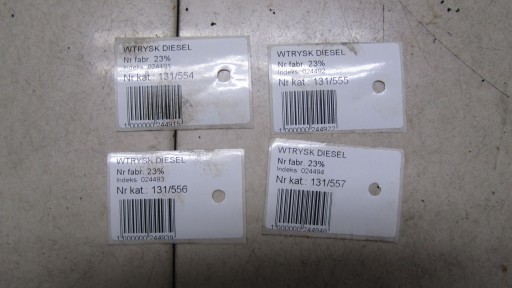 WTRYSK DIESEL
Nr fabr. 23%
Indeks: 024491
Nr kat.: 131/554
WTRYSK DIESEL
Nr fabr. 23%
Indeks: 024492
Nr kat.: 131/555
WTRYSK DIESEL
Nr fabr. 23%
Indeks: 024493
Nr kat.: 131/556
WTRYSK DIESEL
Nr fabr. 23%
Indeks: 024494
Nr kat.: 131/557